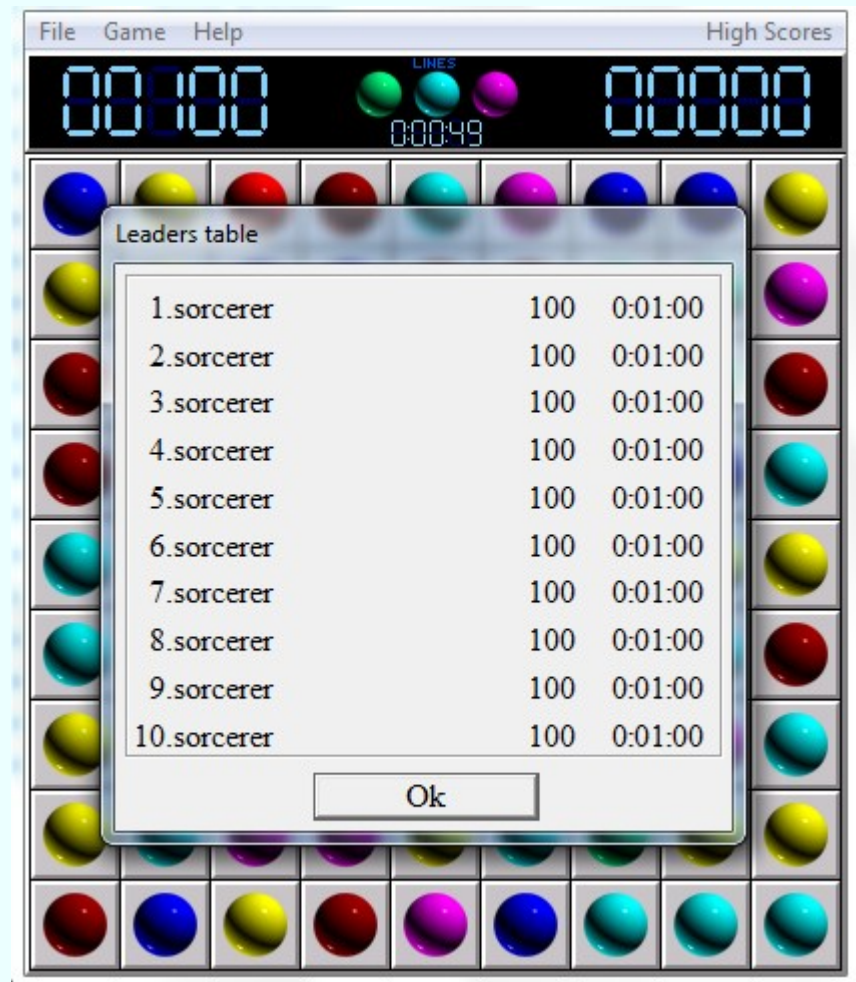 File Game Help High Scores
LINES
00100 0:00:49 00000
Leaders table
1.sorcerer 100 0:01:00
2.sorcerer 100 0:01:00
3.sorcerer 100 0:01:00
4.sorcerer 100 0:01:00
5.sorcerer 100 0:01:00
6.sorcerer 100 0:01:00
7.sorcerer 100 0:01:00
8.sorcerer 100 0:01:00
9.sorcerer 100 0:01:00
10.sorcerer 100 0:01:00
Ok